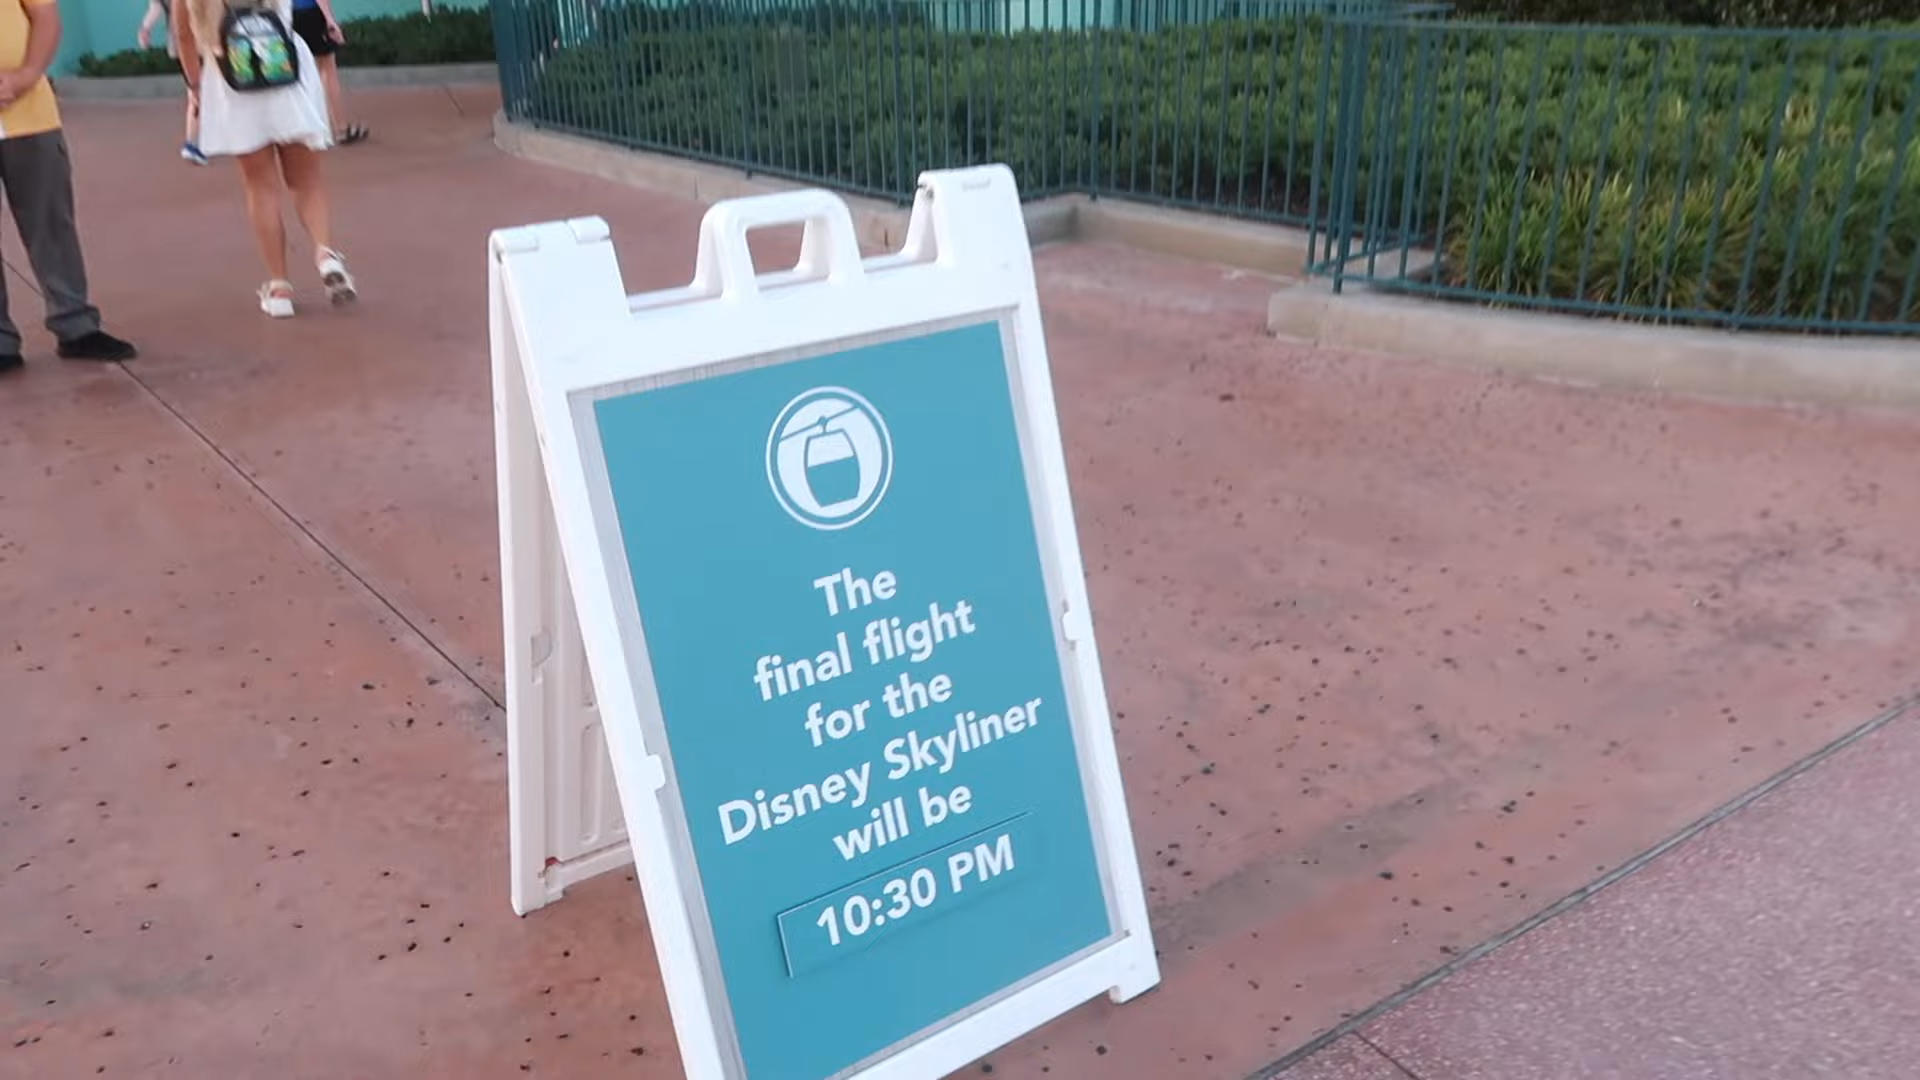 The
final flight
for the
Disney Skyliner
will be
10:30 PM